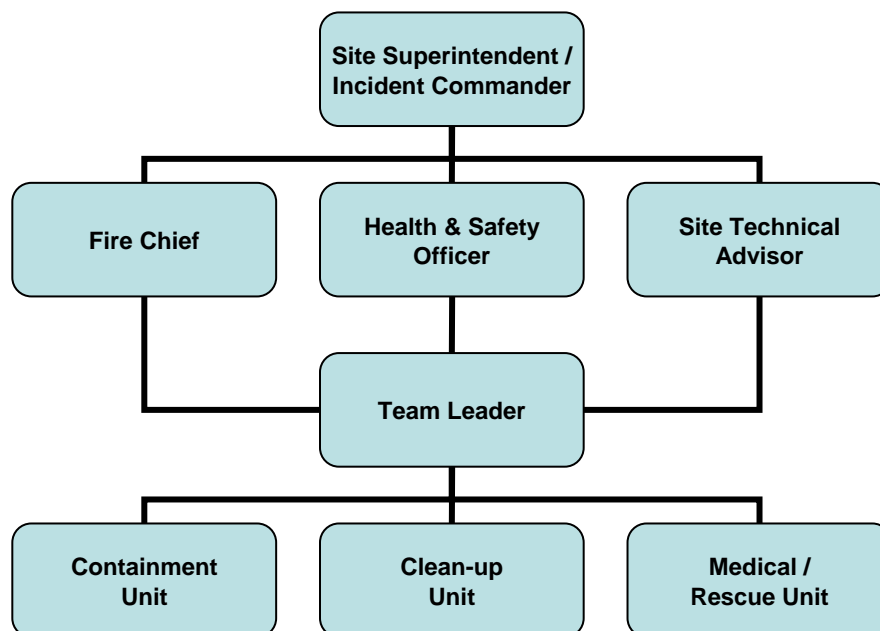 Site Superintendent /
Incident Commander
Fire Chief
Health & Safety
Officer
Site Technical
Advisor
Team Leader
Containment
Unit
Clean-up
Unit
Medical /
Rescue Unit